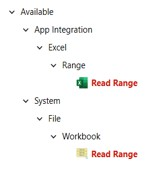 Available
App Integration
Excel
Range
Read Range
System
File
Workbook
Read Range